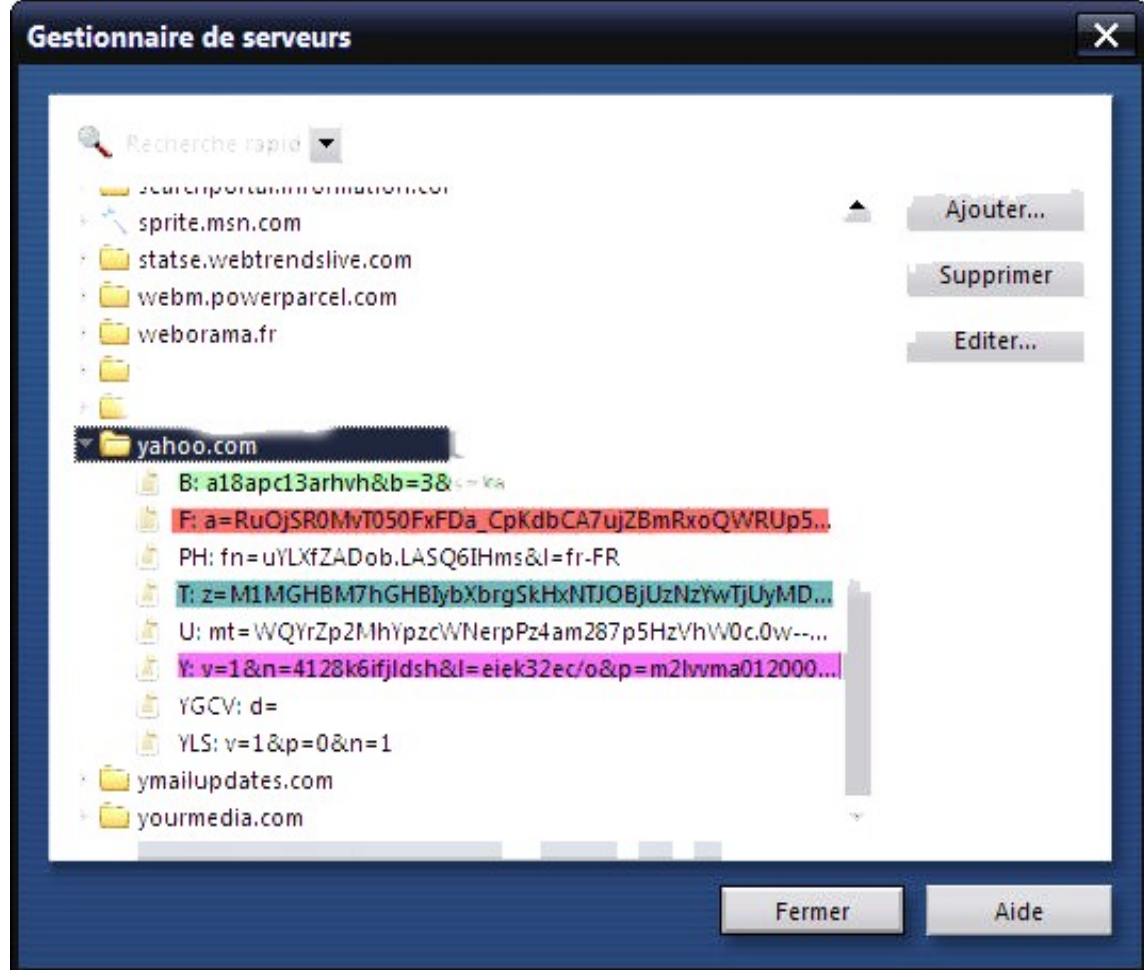 Gestionnaire de serveurs
Recherche rapid
sprite.msn.com
statse.webtrendslive.com
webm.powerparcel.com
weborama.fr
yahoo.com
B: a18apc13arhvh&b=3&
F: a=RuOjSR0MvT050FxFDa_CpKdbCA7ujZBmRxoQWRUp5...
PH: fn=uYLXfZADob.LASQ6IHms&l=fr-FR
T: z=M1MGHBM7hGHBIybXbrgSkHxNTJOBjUzNzYwTjUyMD...
U: mt=WQYrZp2MhYpzcWNerpPz4am287p5HzVhW0c.0w--...
Y: v=1&n=4128k6ifjldsh&l=eiek32ec/o&p=m2lvvma012000...
YGCV: d=
YLS: v=1&p=0&n=1
ymailupdates.com
yourmedia.com
Ajouter...
Supprimer
Editer...
Fermer
Aide